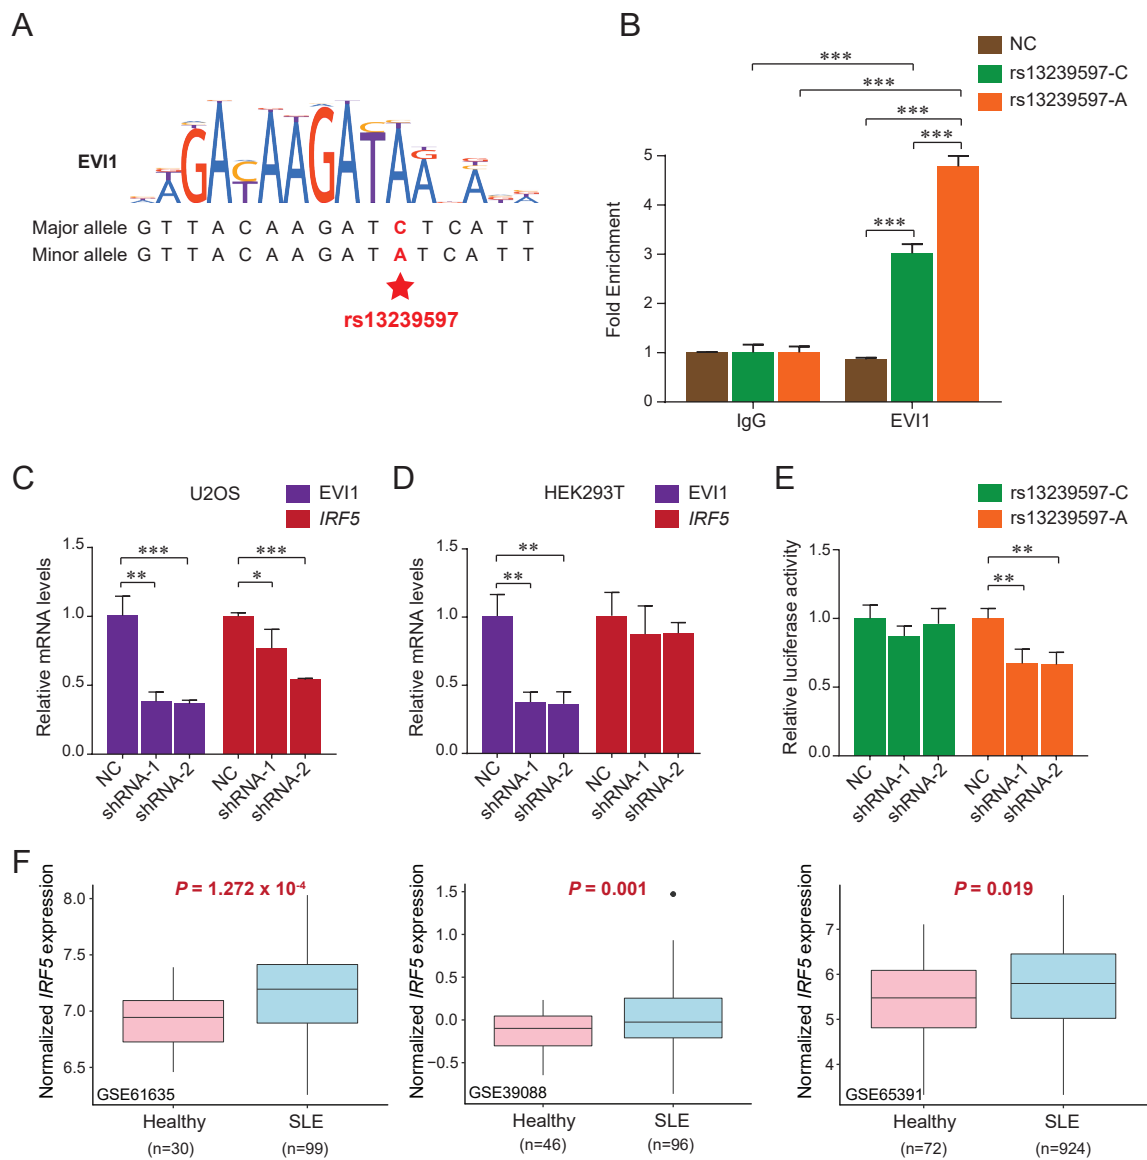 A
EVI1
Major allele G T T A C A A G A T C T C A T T
Minor allele G T T A C A A G A T A T C A T T
rs13239597
B
NC
rs13239597-C
rs13239597-A
***
***
***
***
***
Fold Enrichment
5
4
3
2
1
0
IgG
EVI1
C
U2OS
EVI1
IRF5
Relative mRNA levels
1.5
1.0
0.5
0.0
***
**
***
*
NC
shRNA-1
shRNA-2
NC
shRNA-1
shRNA-2
D
HEK293T
EVI1
IRF5
Relative mRNA levels
1.5
1.0
0.5
0.0
**
**
NC
shRNA-1
shRNA-2
NC
shRNA-1
shRNA-2
E
rs13239597-C
rs13239597-A
Relative luciferase activity
1.5
1.0
0.5
0.0
**
**
NC
shRNA-1
shRNA-2
NC
shRNA-1
shRNA-2
F
P = 1.272 x 10-4
Normalized IRF5 expression
8.0
7.5
7.0
6.5
GSE61635
Healthy
SLE
(n=30)
(n=99)
P = 0.001
Normalized IRF5 expression
1.5
1.0
0.5
0.0
−0.5
GSE39088
Healthy
SLE
(n=46)
(n=96)
P = 0.019
Normalized IRF5 expression
7
6
5
4
GSE65391
Healthy
SLE
(n=72)
(n=924)